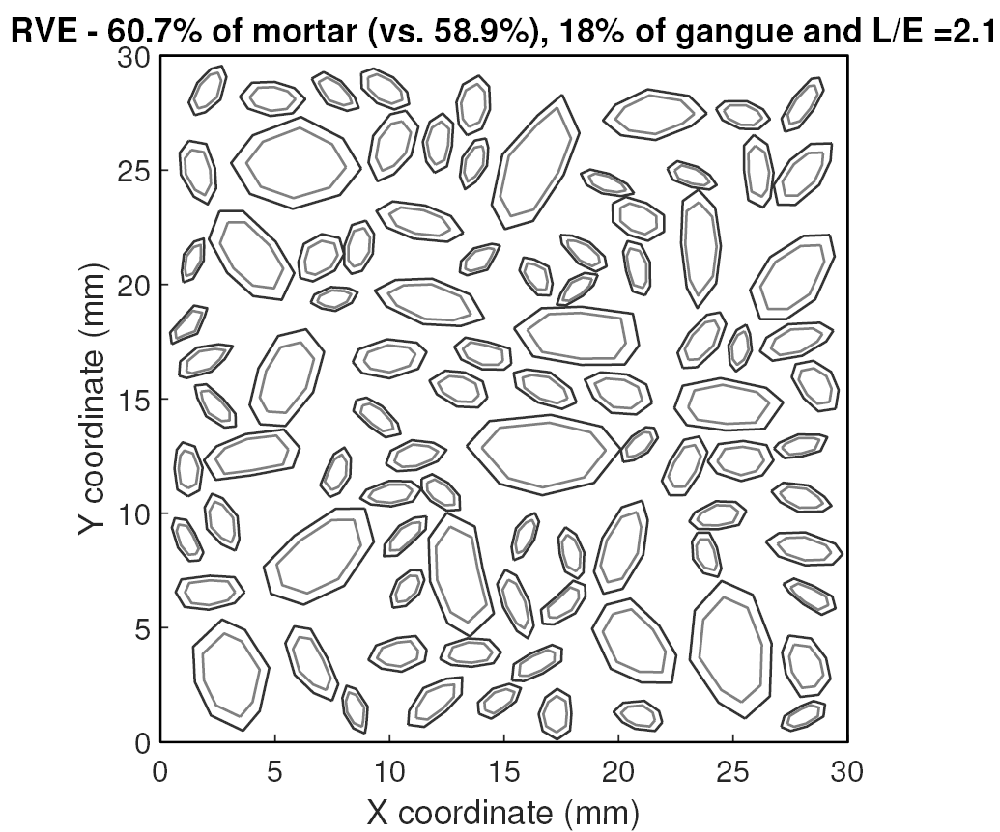 RVE - 60.7% of mortar (vs. 58.9%), 18% of gangue and L/E =2.1
30
25
20
15
10
5
0
Y coordinate (mm)
0 5 10 15 20 25 30
X coordinate (mm)